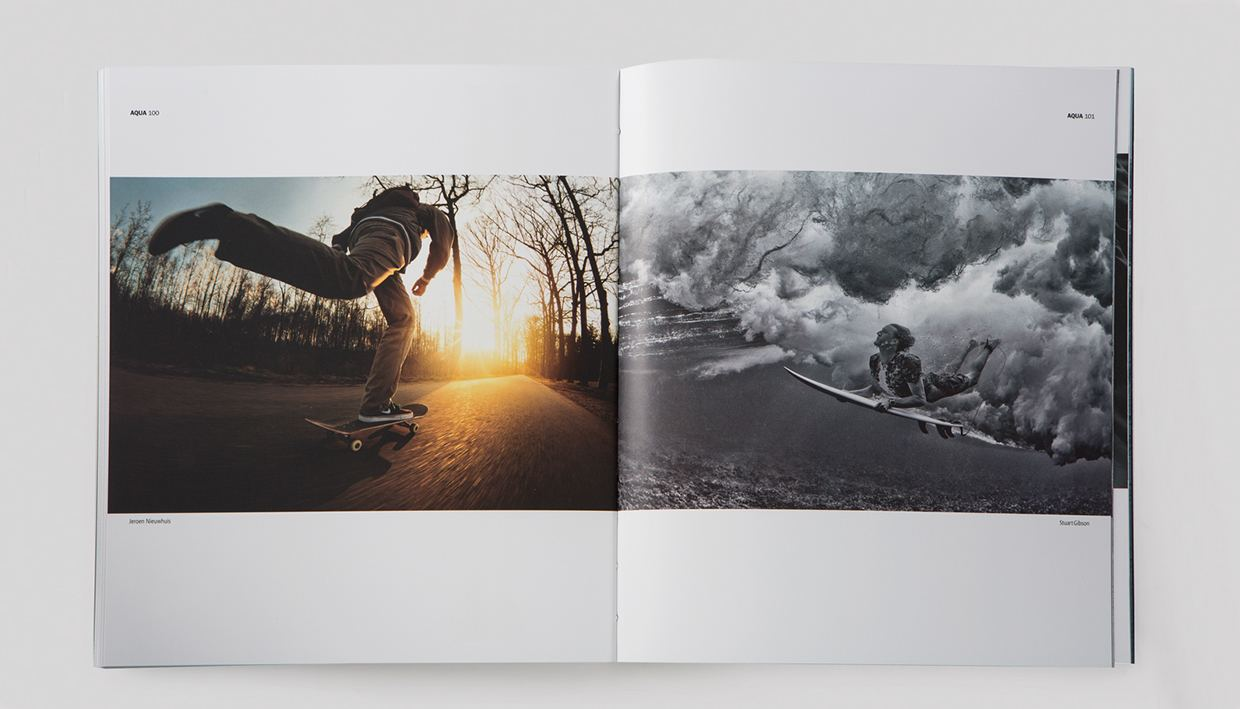 AQUA 100
AQUA 101
Jeroen Nieuwhuis
Stuart Gibson